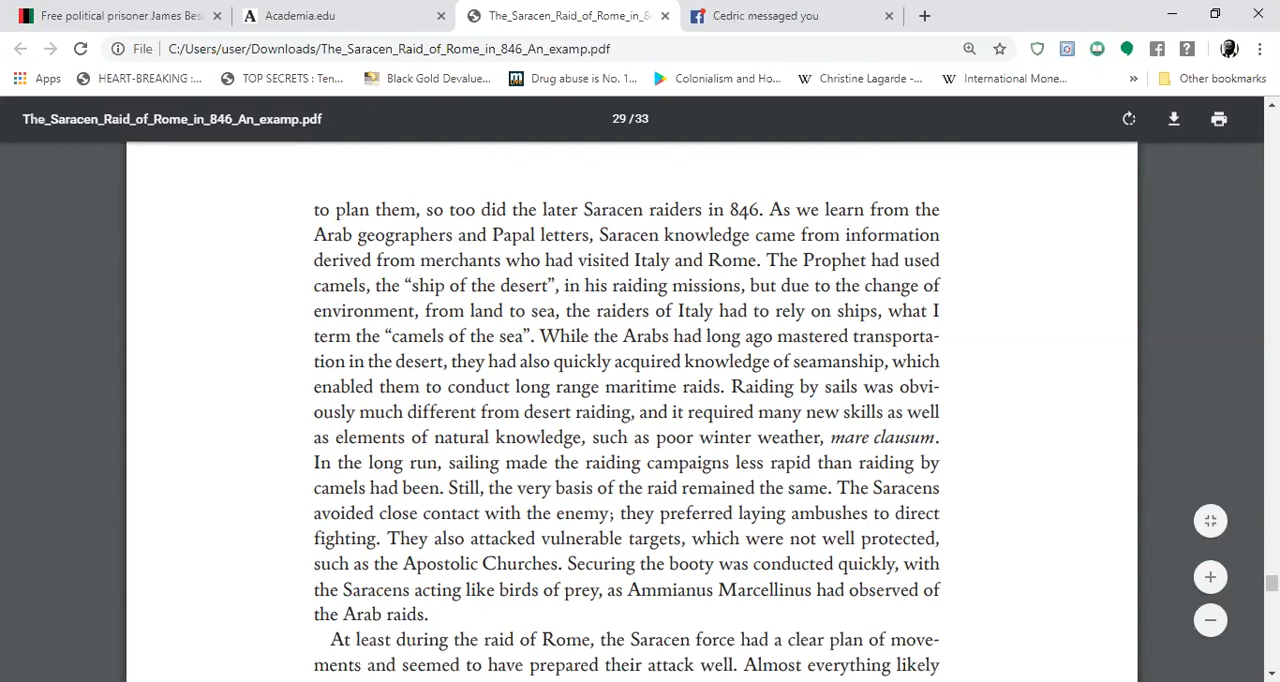 Free political prisoner James Bes
Academia.edu
The_Saracen_Raid_of_Rome_in_8
Cedric messaged you
File
C:/Users/user/Downloads/The_Saracen_Raid_of_Rome_in_846_An_examp.pdf
Apps
HEART-BREAKING :...
TOP SECRETS : Ten...
Black Gold Devalue...
Drug abuse is No. 1...
Colonialism and Ho...
Christine Lagarde -...
International Mone...
»
Other bookmarks
The_Saracen_Raid_of_Rome_in_846_An_examp.pdf
29 / 33
to plan them, so too did the later Saracen raiders in 846. As we learn from the
Arab geographers and Papal letters, Saracen knowledge came from information
derived from merchants who had visited Italy and Rome. The Prophet had used
camels, the “ship of the desert”, in his raiding missions, but due to the change of
environment, from land to sea, the raiders of Italy had to rely on ships, what I
term the “camels of the sea”. While the Arabs had long ago mastered transporta-
tion in the desert, they had also quickly acquired knowledge of seamanship, which
enabled them to conduct long range maritime raids. Raiding by sails was obvi-
ously much different from desert raiding, and it required many new skills as well
as elements of natural knowledge, such as poor winter weather, mare clausum.
In the long run, sailing made the raiding campaigns less rapid than raiding by
camels had been. Still, the very basis of the raid remained the same. The Saracens
avoided close contact with the enemy; they preferred laying ambushes to direct
fighting. They also attacked vulnerable targets, which were not well protected,
such as the Apostolic Churches. Securing the booty was conducted quickly, with
the Saracens acting like birds of prey, as Ammianus Marcellinus had observed of
the Arab raids.
At least during the raid of Rome, the Saracen force had a clear plan of move-
ments and seemed to have prepared their attack well. Almost everything likely